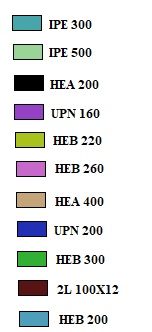 IPE 300
IPE 500
HEA 200
UPN 160
HEB 220
HEB 260
HEA 400
UPN 200
HEB 300
2L 100X12
HEB 200